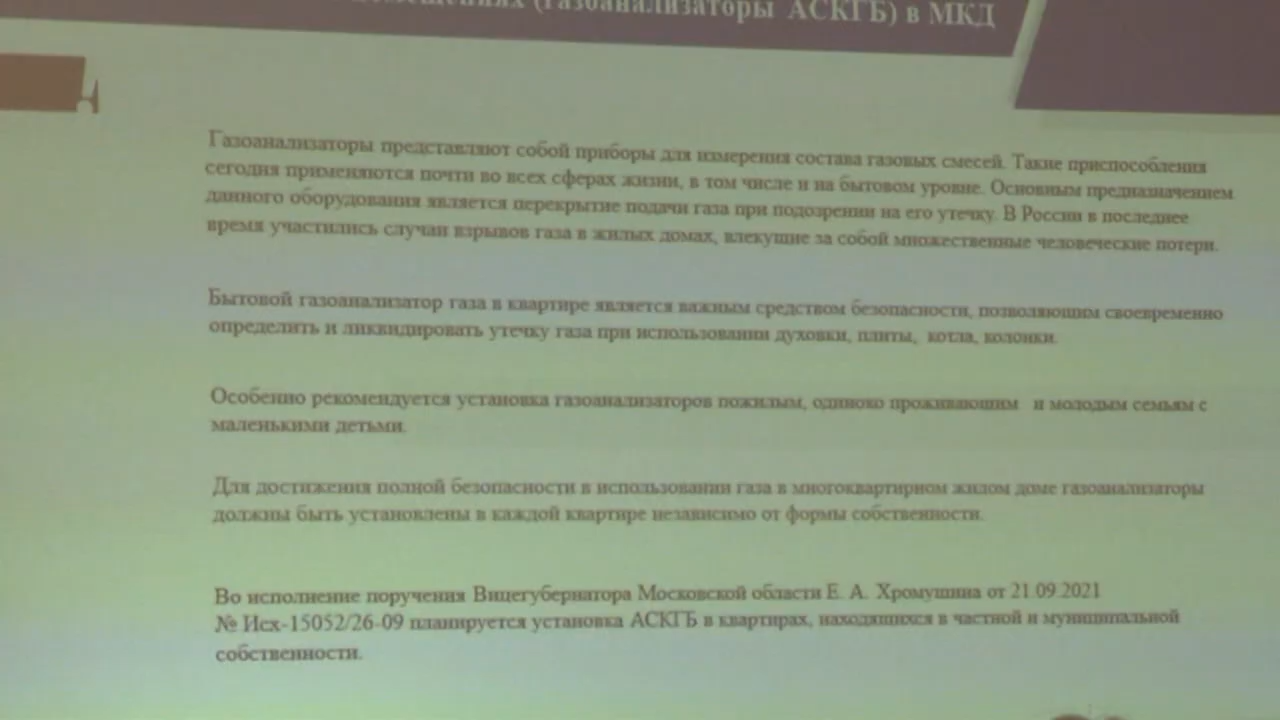 (газоанализаторы АСКГБ) в МКД
Газоанализаторы представляют собой приборы для измерения состава газовых смесей. Такие приспособления
сегодня применяются почти во всех сферах жизни, в том числе и на бытовом уровне. Основным предназначением
данного оборудования является перекрытие подачи газа при подозрении на его утечку. В России в последнее
время участились случаи взрывов газа в жилых домах, влекущие за собой множественные человеческие потери.
Бытовой газоанализатор газа в квартире является важным средством безопасности, позволяющим своевременно
определить и ликвидировать утечку газа при использовании духовки, плиты, котла, колонки.
Особенно рекомендуется установка газоанализаторов пожилым, одиноко проживающим и молодым семьям с
маленькими детьми.
Для достижения полной безопасности в использовании газа в многоквартирном жилом доме газоанализаторы
должны быть установлены в каждой квартире независимо от формы собственности.
Во исполнение поручения Вицегубернатора Московской области Е. А. Хромушина от 21.09.2021
№ Исх-15052/26-09 планируется установка АСКГБ в квартирах, находящихся в частной и муниципальной
собственности.